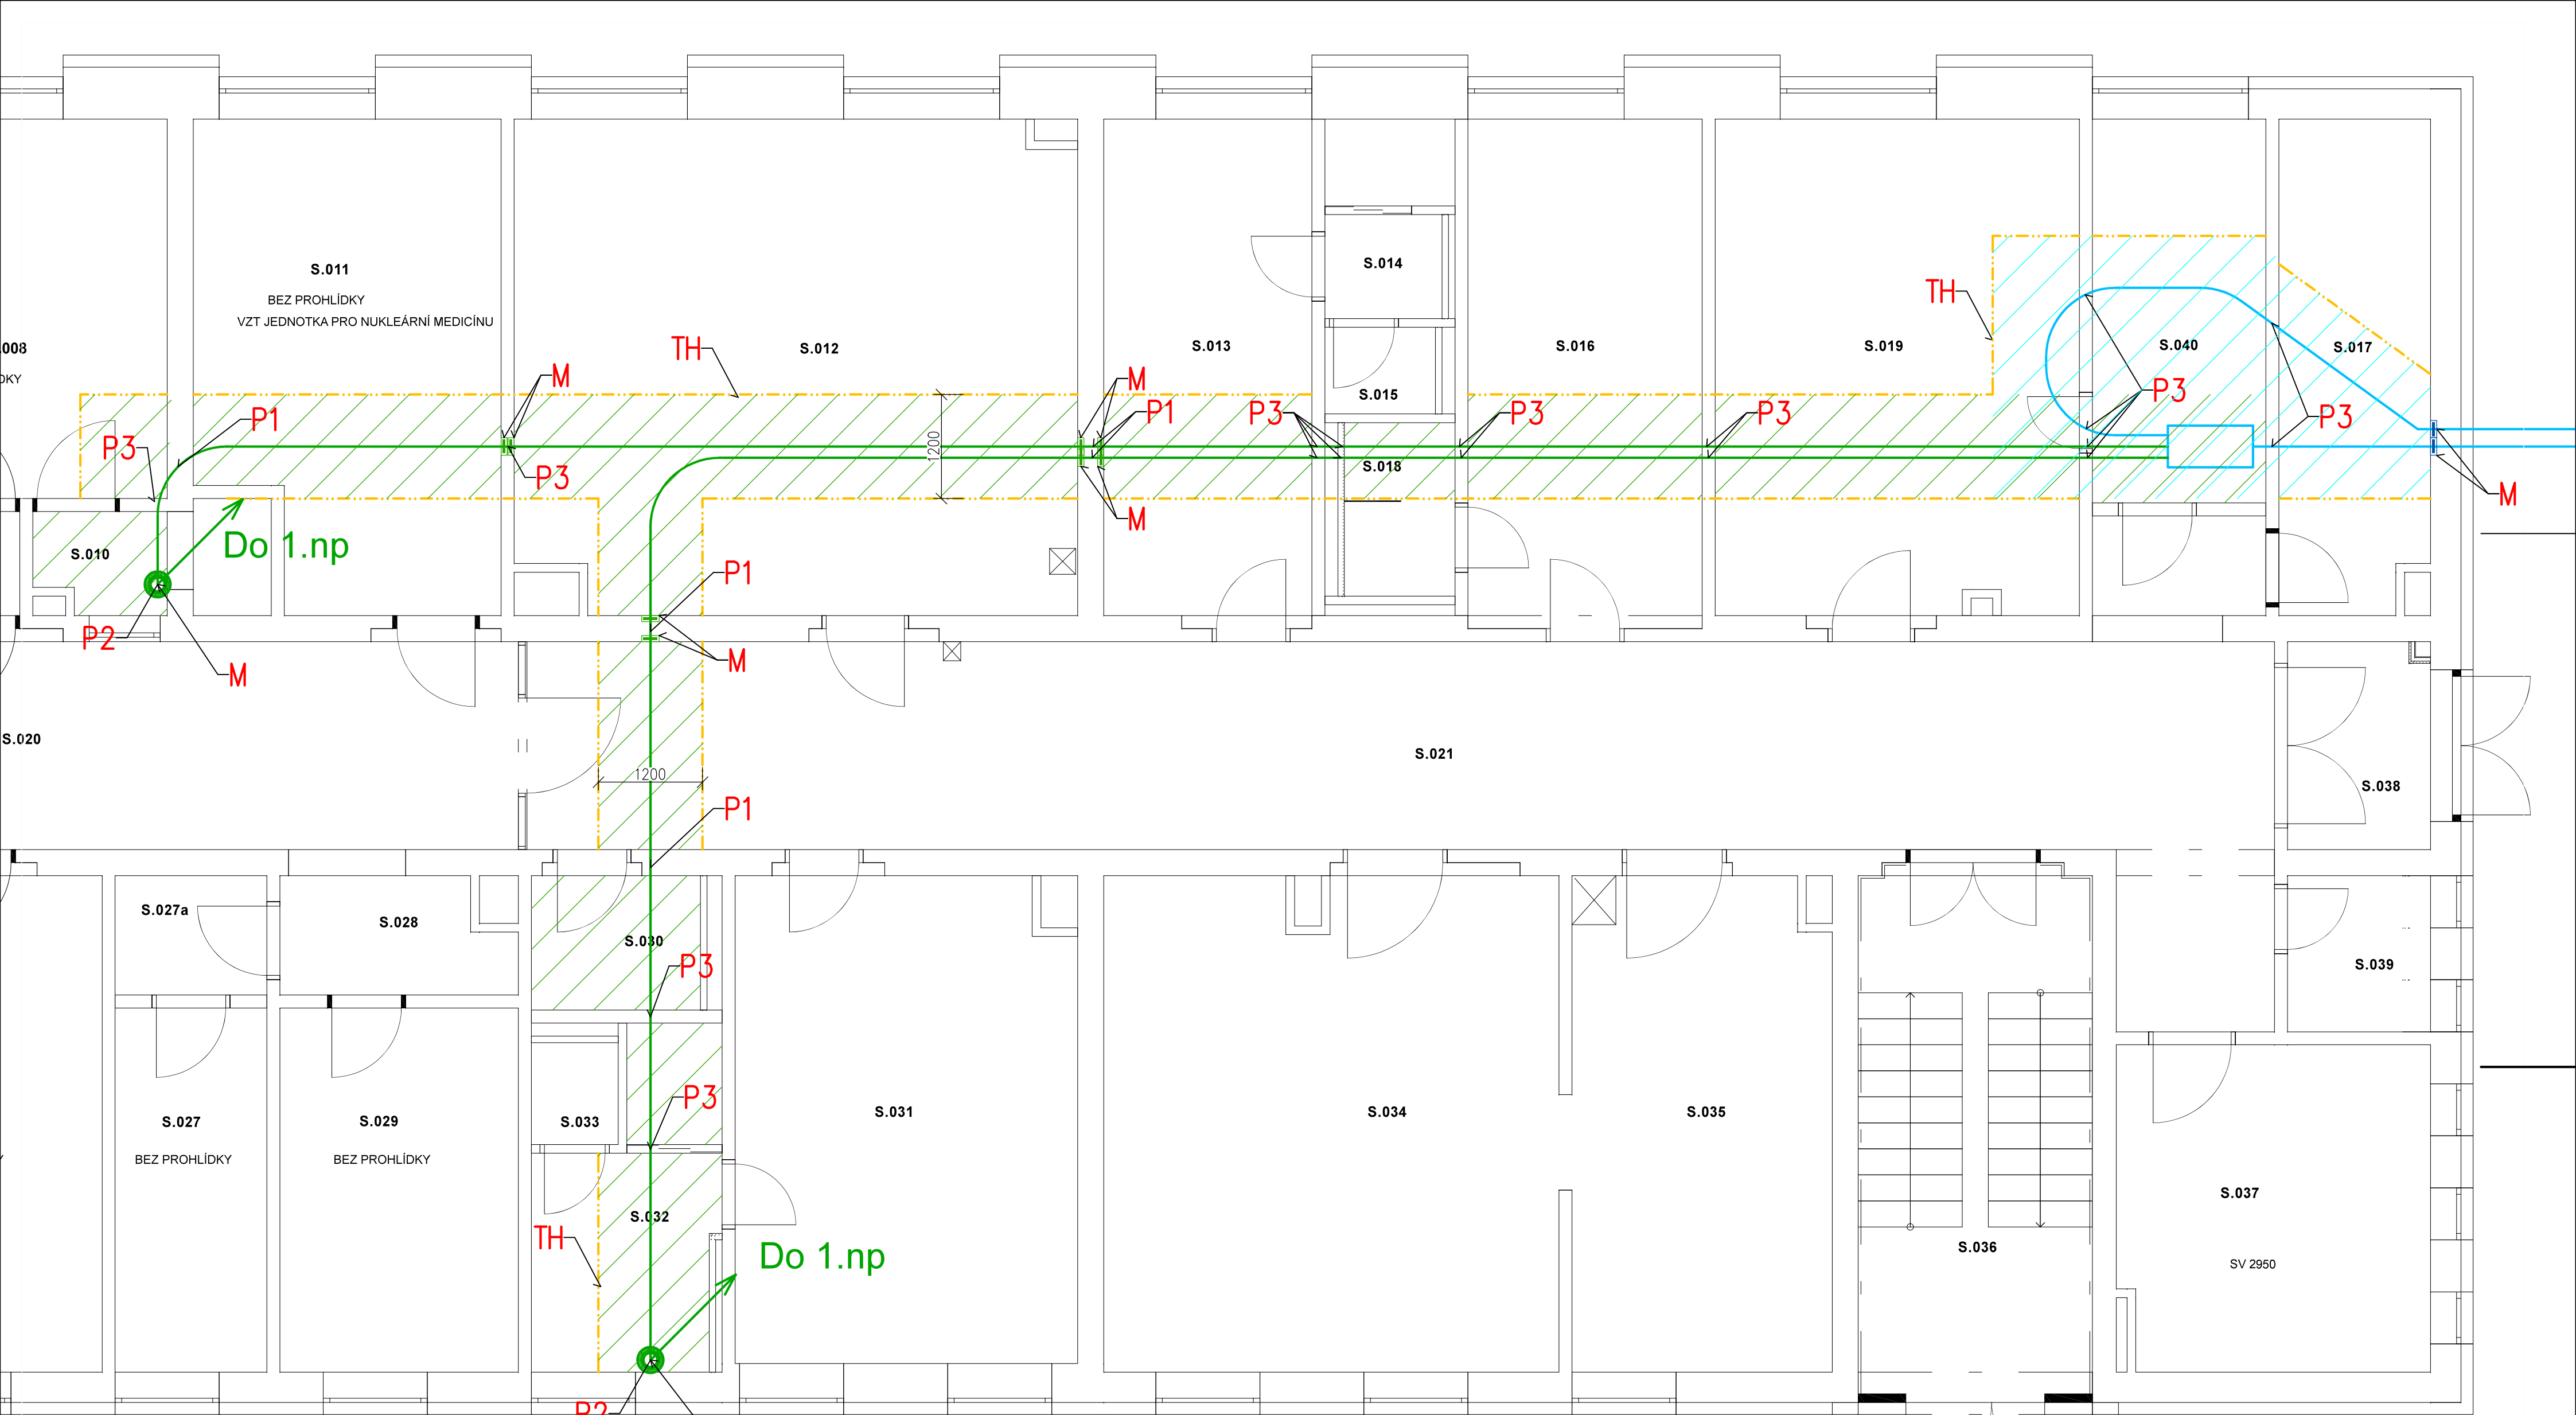 S.011
BEZ PROHLÍDKY
VZT JEDNOTKA PRO NUKLEÁRNÍ MEDICÍNU
.008
DKY
TH
S.012
S.013
S.014
S.015
S.016
TH
S.019
S.040
S.017
M
M
P1
P1
P3
P3
P3
P3
P3
P3
P3
1200
S.018
M
M
S.010
Do 1.np
P1
P2
M
M
S.020
1200
S.021
S.038
P1
S.027a
S.028
S.030
P3
S.039
P3
S.027
S.029
S.033
S.031
S.034
S.035
BEZ PROHLÍDKY
BEZ PROHLÍDKY
S.037
S.032
TH
Do 1.np
S.036
SV 2950
P2